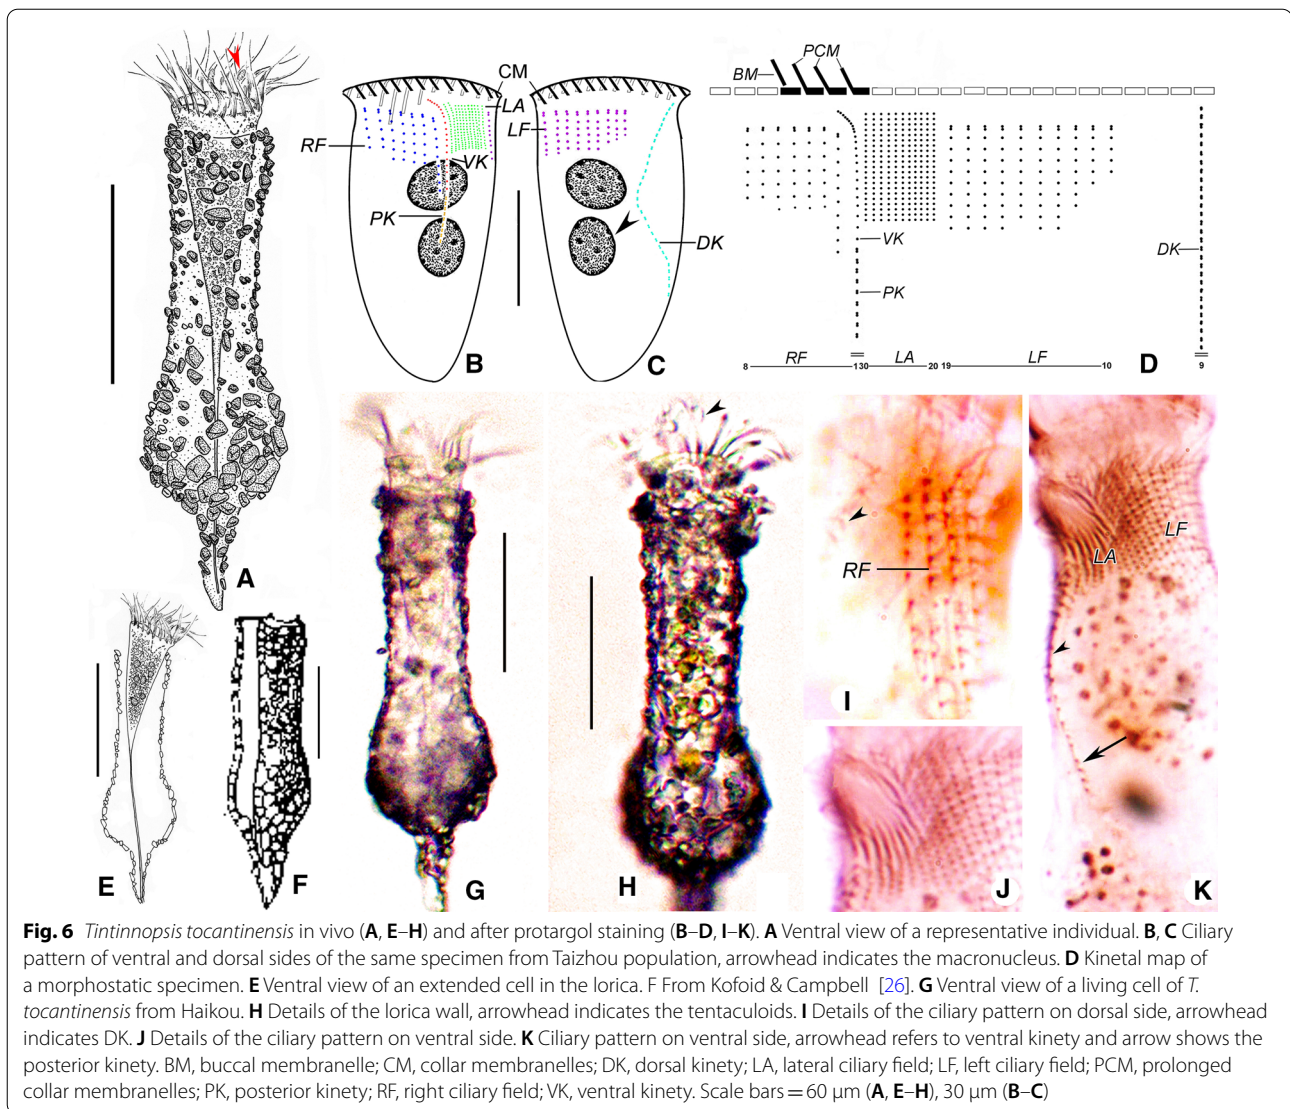 CM
BM
PCM
LA
RF
LF
VK
PK
DK
VK
DK
PK
B
C
8
RF
130
LA
20 19
LF
10
D
9
A
RF
I
LA
LF
E
F
G
H
J
K
Fig. 6 Tintinnopsis tocantinensis in vivo (A, E–H) and after protargol staining (B–D, I–K). A Ventral view of a representative individual. B, C Ciliary
pattern of ventral and dorsal sides of the same specimen from Taizhou population, arrowhead indicates the macronucleus. D Kinetal map of
a morphostatic specimen. E Ventral view of an extended cell in the lorica. F From Kofoid & Campbell [26]. G Ventral view of a living cell of T.
tocantinensis from Haikou. H Details of the lorica wall, arrowhead indicates the tentaculoids. I Details of the ciliary pattern on dorsal side, arrowhead
indicates DK. J Details of the ciliary pattern on ventral side. K Ciliary pattern on ventral side, arrowhead refers to ventral kinety and arrow shows the
posterior kinety. BM, buccal membranelle; CM, collar membranelles; DK, dorsal kinety; LA, lateral ciliary field; LF, left ciliary field; PCM, prolonged
collar membranelles; PK, posterior kinety; RF, right ciliary field; VK, ventral kinety. Scale bars = 60 μm (A, E–H), 30 μm (B–C)